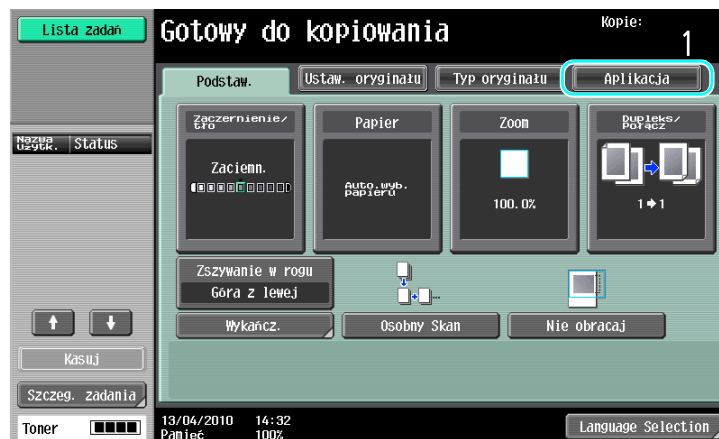 Lista zadań
Gotowy do kopiowania
Kopie:
1
Podstaw.
Ustaw. oryginału
Typ oryginału
Aplikacja
Nazwa
użytk.
Status
Zaczernienie/
tło
Zaciemn.
Papier
Auto.wyb.
papieru
Zoom
100.0%
Dupleks/
Połącz
1→1
Zszywanie w rogu
Góra z lewej
Wykańcz.
Osobny Skan
Nie obracaj
Kasuj
Szczeg. zadania
Toner
13/04/2010 14:32
Pamięć 100%
Language Selection